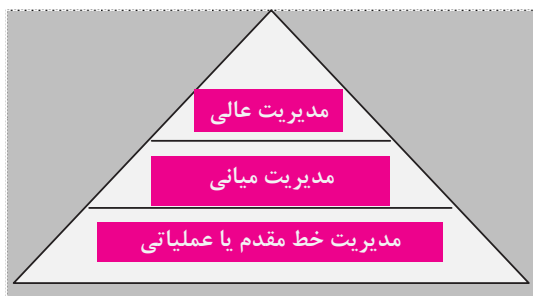 مدیریت عالی
مدیریت میانی
مدیریت خط مقدم یا عملیاتی